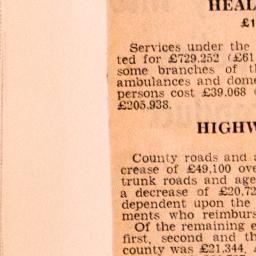 HEAL
£1
Services under the
ted for £729,252 (£61
some branches of th
ambulances and dome
persons cost £39,068 (
£205,938.
HIGHW
County roads and a
crease of £49,100 ove
trunk roads and age
a decrease of £20,72
dependent upon the
ments who reimburs
Of the remaining e
first, second and th
county was £21,344,